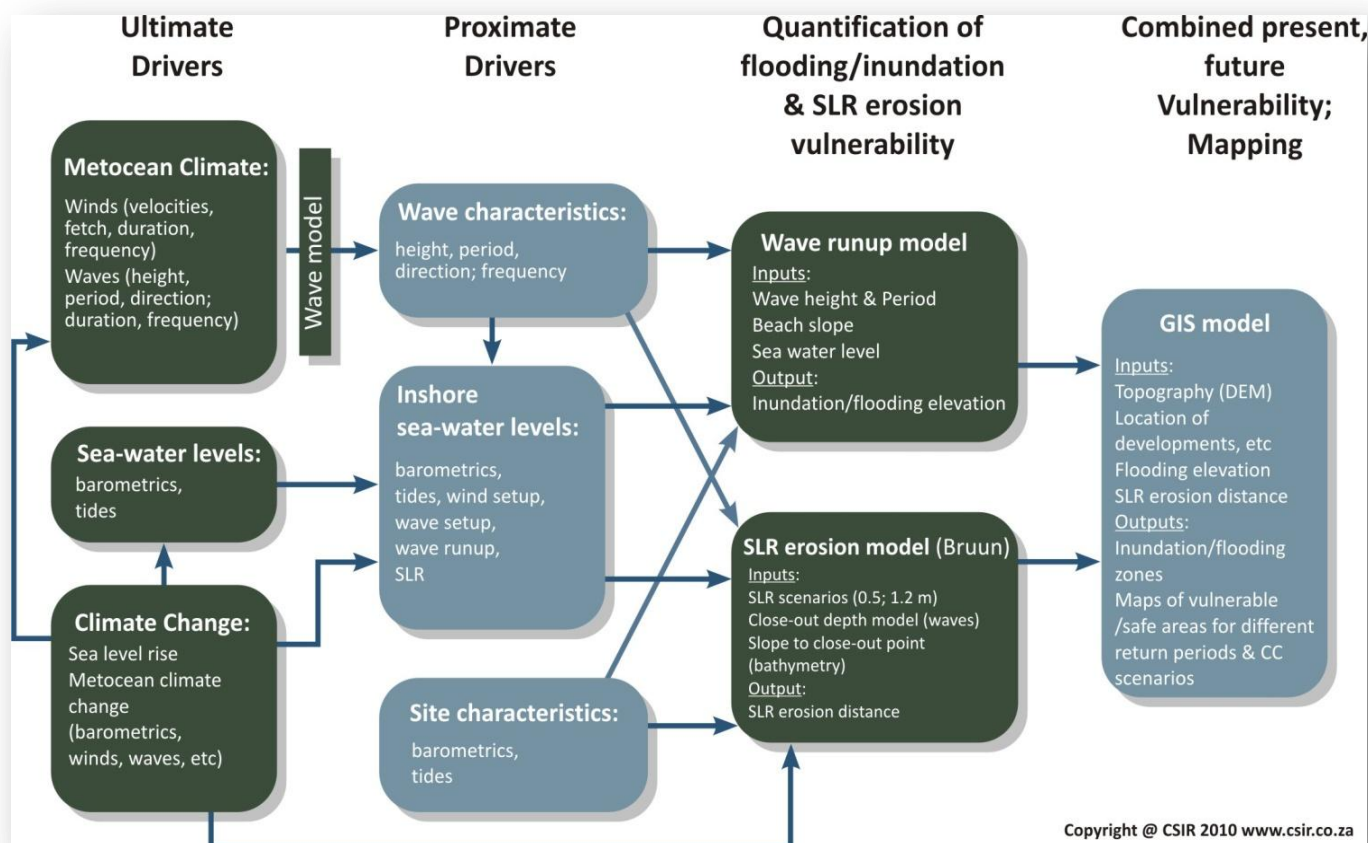 Ultimate
Drivers
Proximate
Drivers
Quantification of
flooding/inundation
& SLR erosion
vulnerability
Combined present,
future
Vulnerability;
Mapping
Metocean Climate:
Winds (velocities,
fetch, duration,
frequency)
Waves (height,
period, direction;
duration, frequency)
Wave model
Sea-water levels:
barometrics,
tides
Climate Change:
Sea level rise
Metocean climate
change
(barometrics,
winds, waves, etc)
Wave characteristics:
height, period,
direction; frequency
Inshore
sea-water levels:
barometrics,
tides, wind setup,
wave setup,
wave runup,
SLR
Site characteristics:
barometrics,
tides
Wave runup model
Inputs:
Wave height & Period
Beach slope
Sea water level
Output:
Inundation/flooding elevation
SLR erosion model (Bruun)
Inputs:
SLR scenarios (0.5; 1.2 m)
Close-out depth model (waves)
Slope to close-out point
(bathymetry)
Output:
SLR erosion distance
GIS model
Inputs:
Topography (DEM)
Location of
developments, etc
Flooding elevation
SLR erosion distance
Outputs:
Inundation/flooding
zones
Maps of vulnerable
/safe areas for different
return periods & CC
scenarios
Copyright @ CSIR 2010 www.csir.co.za